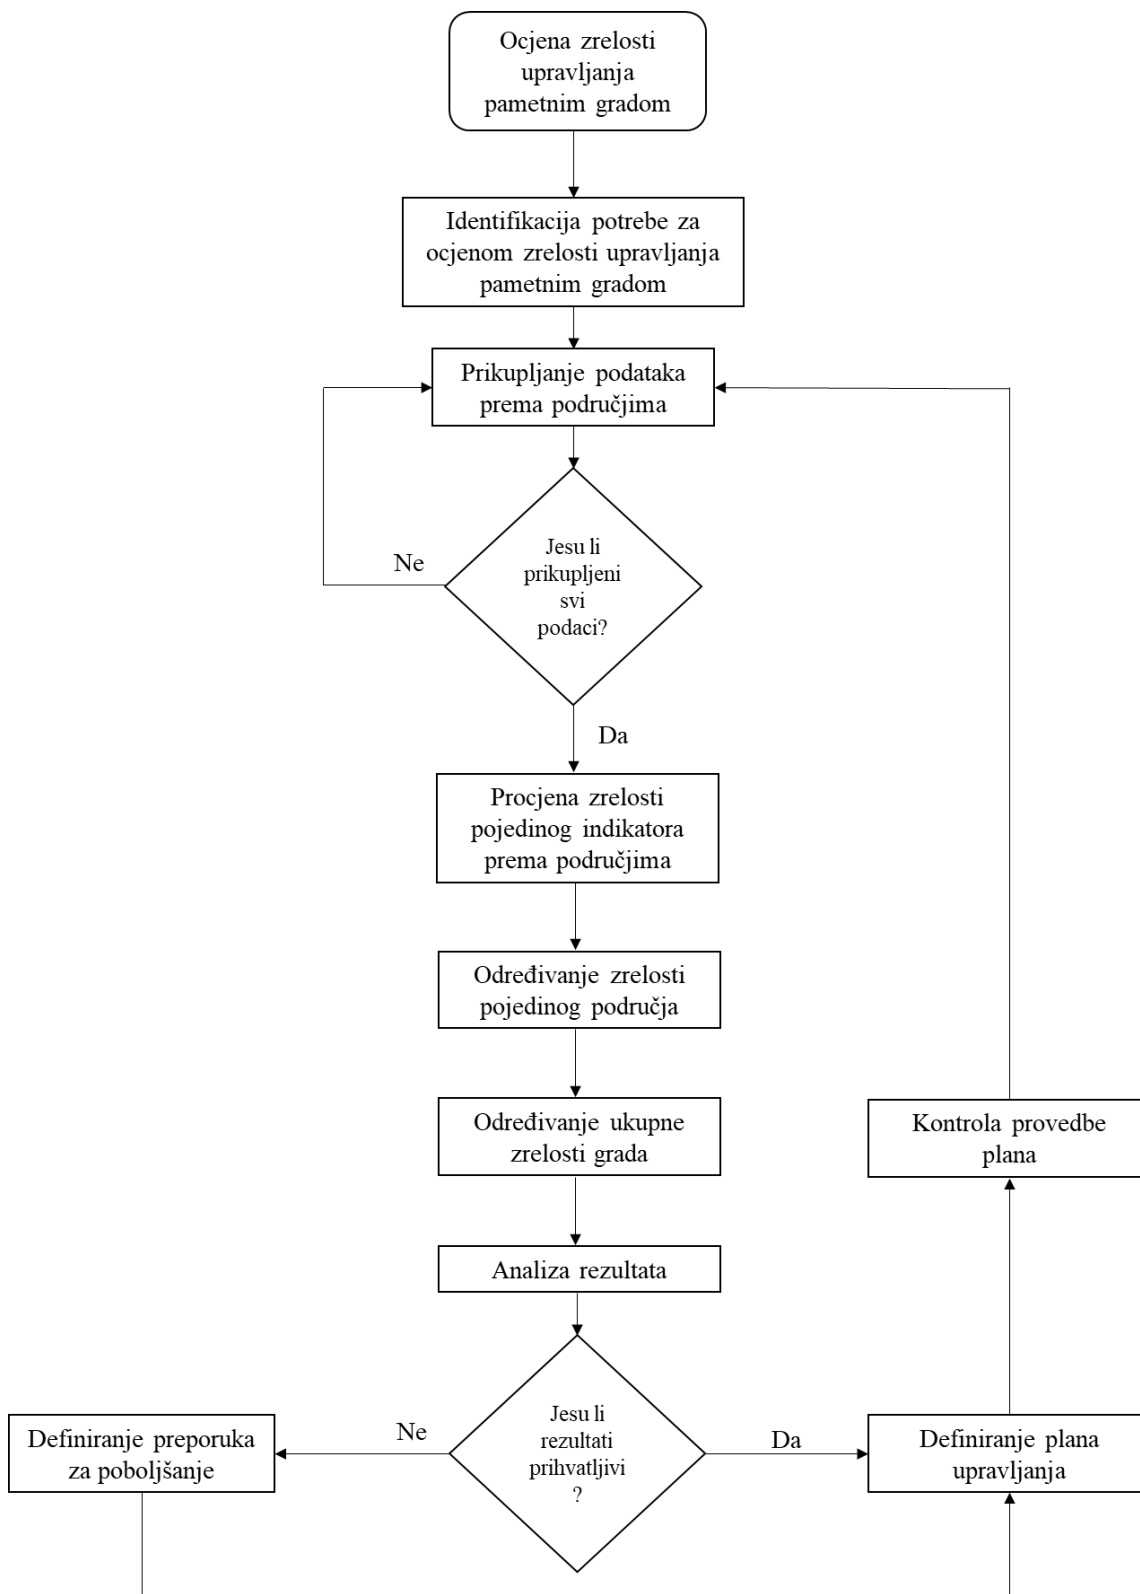 Ocjena zrelosti
upravljanja
pametnim gradom
Identifikacija potrebe za
ocjenom zrelosti upravljanja
pametnim gradom
Prikupljanje podataka
prema područjima
Ne
Jesu li
prikupljeni
svi
podaci?
Da
Procjena zrelosti
pojedinog indikatora
prema područjima
Određivanje zrelosti
pojedinog područja
Određivanje ukupne
zrelosti grada
Kontrola provedbe
plana
Analiza rezultata
Jesu li
rezultati
prihvatljivi
?
Ne
Definiranje preporuka
za poboljšanje
Da
Definiranje plana
upravljanja